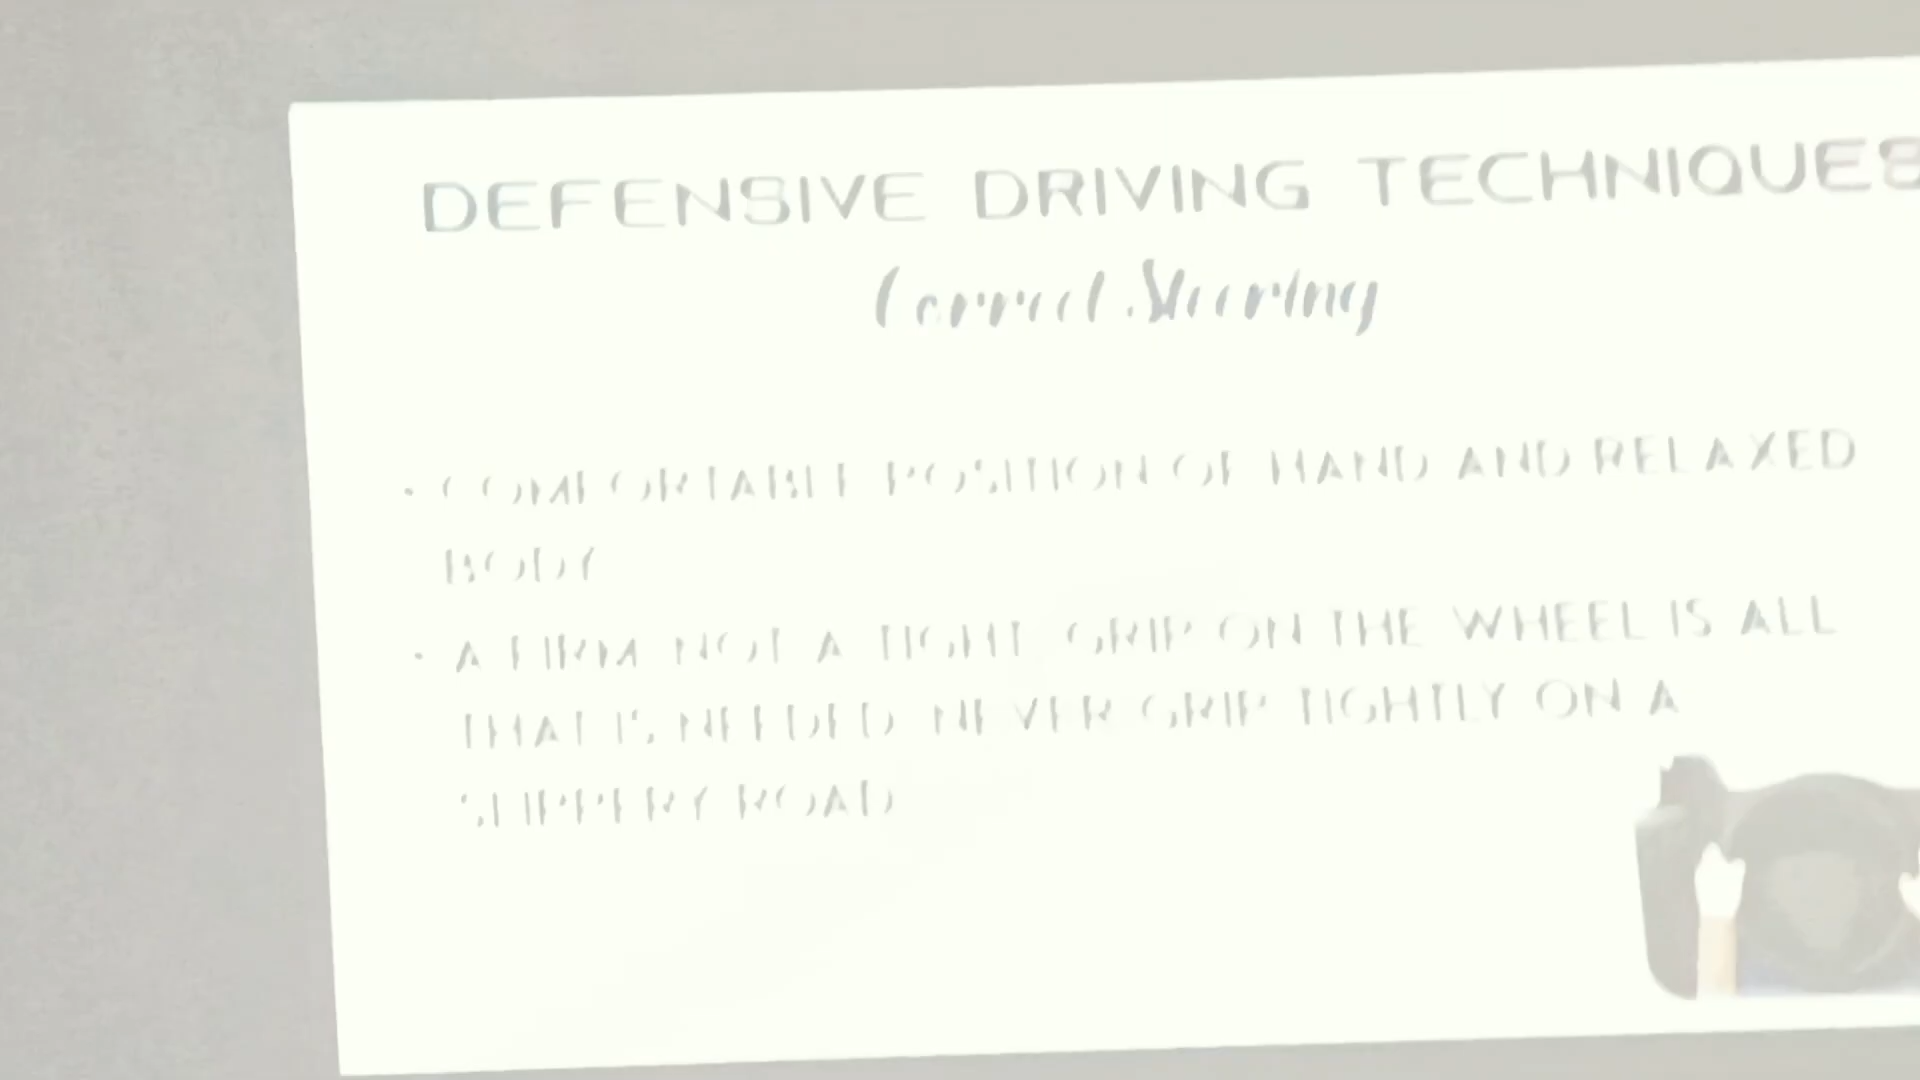 DEFENSIVE DRIVING TECHNIQUES
Correct Steering
• COMFORTABLE POSITION OF HAND AND RELAXED
BODY
• A FIRM NOT A TIGHT GRIP ON THE WHEEL IS ALL
THAT IS NEEDED NEVER GRIP TIGHTLY ON A
SLIPPERY ROAD